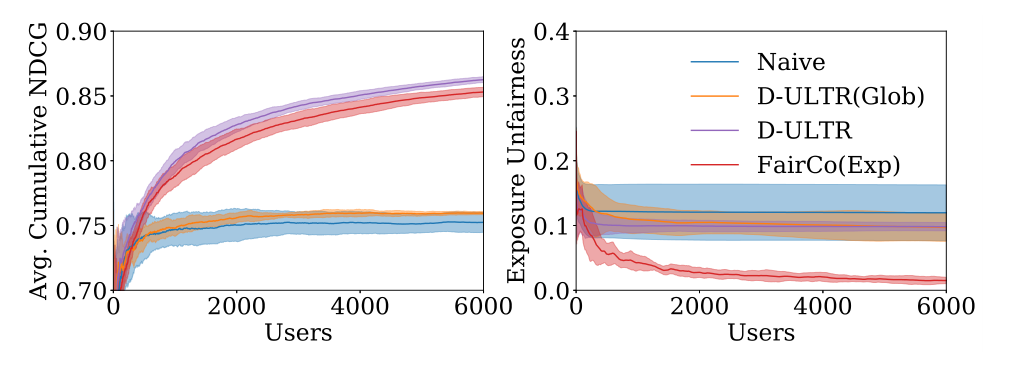 Avg. Cumulative NDCG
0.90
0.85
0.80
0.75
0.70
0
2000
4000
6000
Users
Exposure Unfairness
0.4
0.3
0.2
0.1
0.0
0
2000
4000
6000
Users
Naive
D-ULTR(Glob)
D-ULTR
FairCo(Exp)